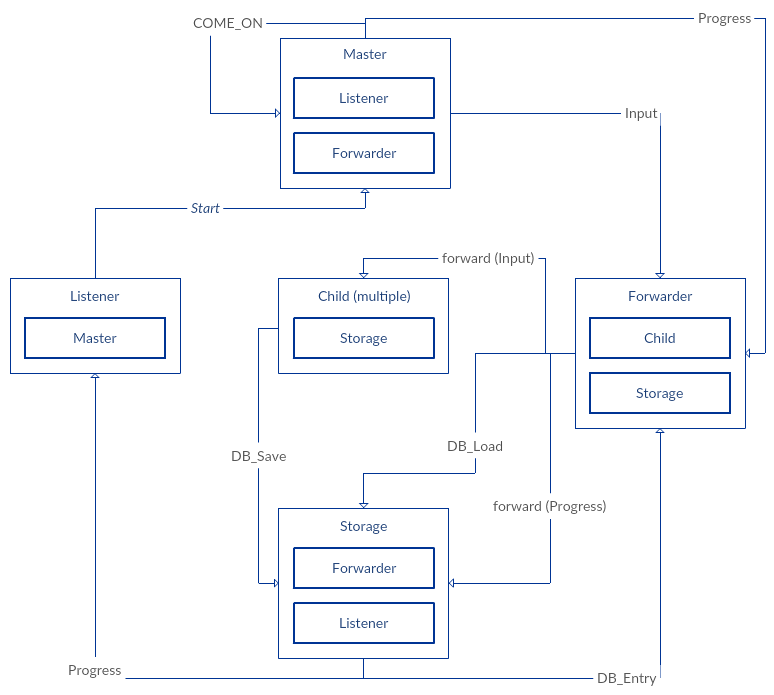 COME_ON
Progress
Master
Listener
Forwarder
Input
Start
forward (Input)
Listener
Master
Child (multiple)
Storage
Forwarder
Child
Storage
DB_Save
DB_Load
forward (Progress)
Storage
Forwarder
Listener
Progress
DB_Entry